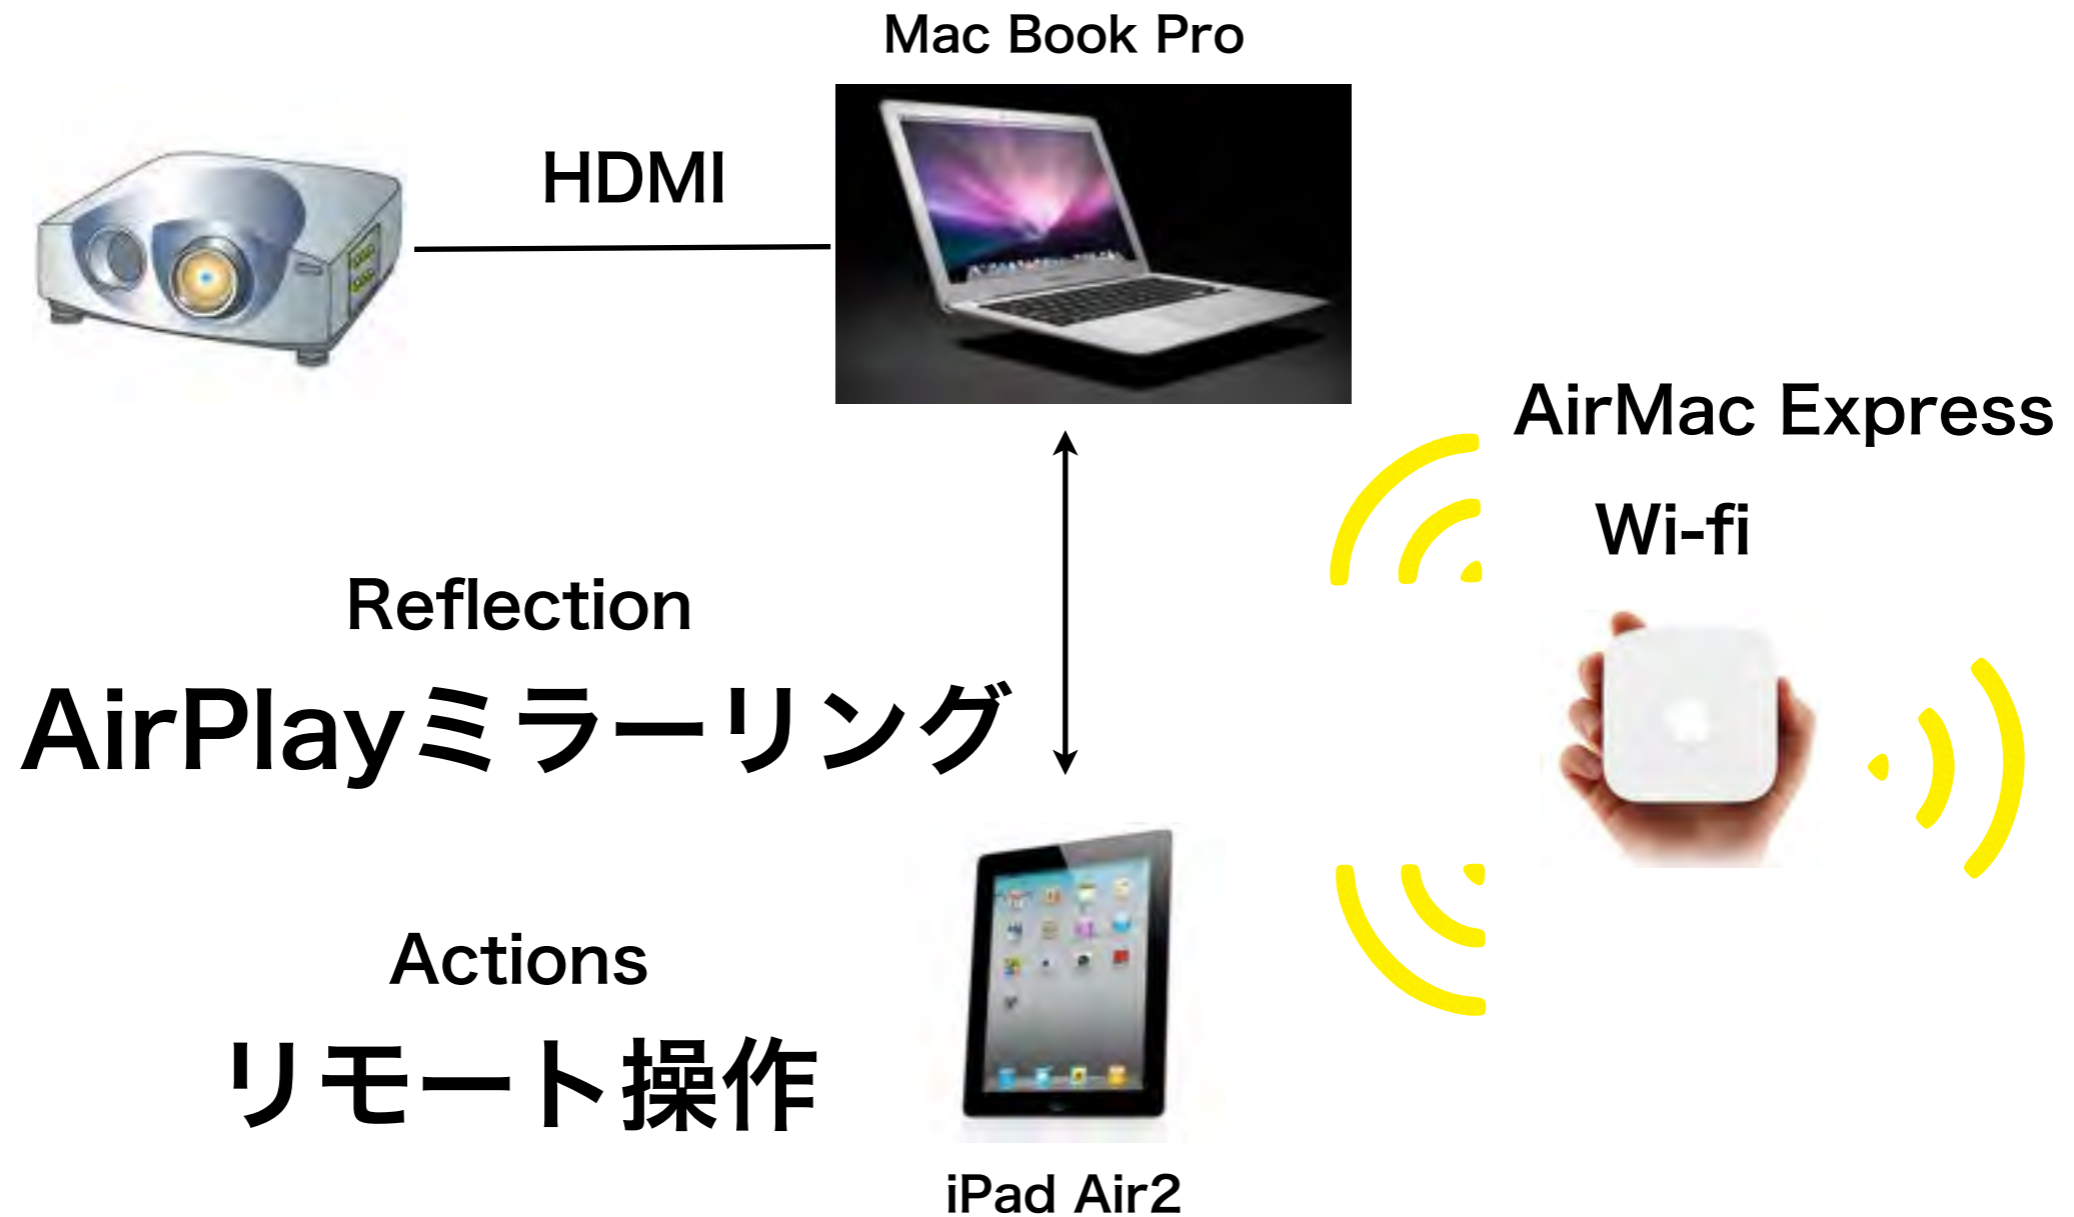 Mac Book Pro
HDMI
AirMac Express
Wi-fi
Reflection
AirPlayミラーリング
Actions
リモート操作
iPad Air2